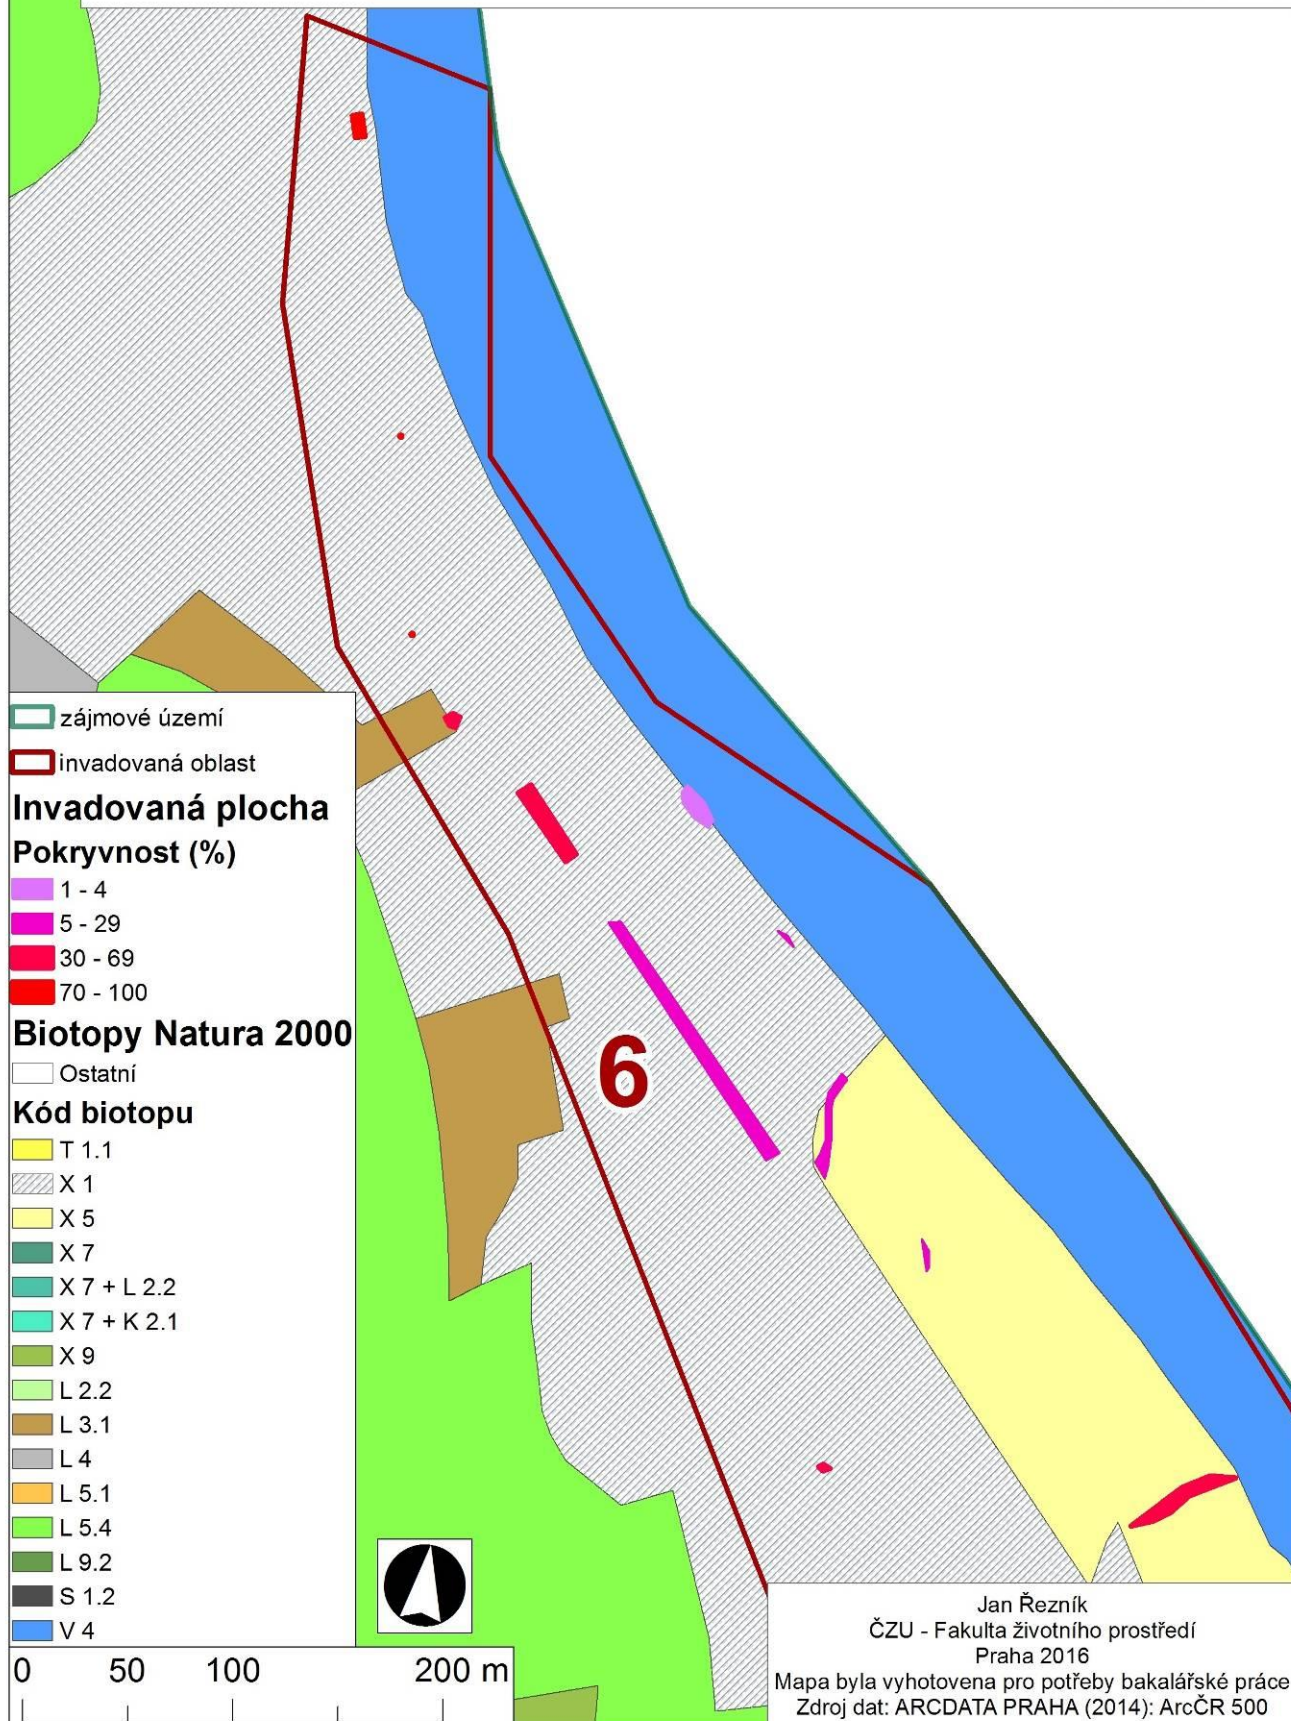 zájmové území
invadovaná oblast
Invadovaná plocha
Pokryvnost (%)
1 - 4
5 - 29
30 - 69
70 - 100
Biotopy Natura 2000
Ostatní
Kód biotopu
T 1.1
X 1
X 5
X 7
X 7 + L 2.2
X 7 + K 2.1
X 9
L 2.2
L 3.1
L 4
L 5.1
L 5.4
L 9.2
S 1.2
V 4
0 50 100 200 m
6
Jan Řezník
ČZU - Fakulta životního prostředí
Praha 2016
Mapa byla vyhotovena pro potřeby bakalářské práce
Zdroj dat: ARCDATA PRAHA (2014): ArcČR 500